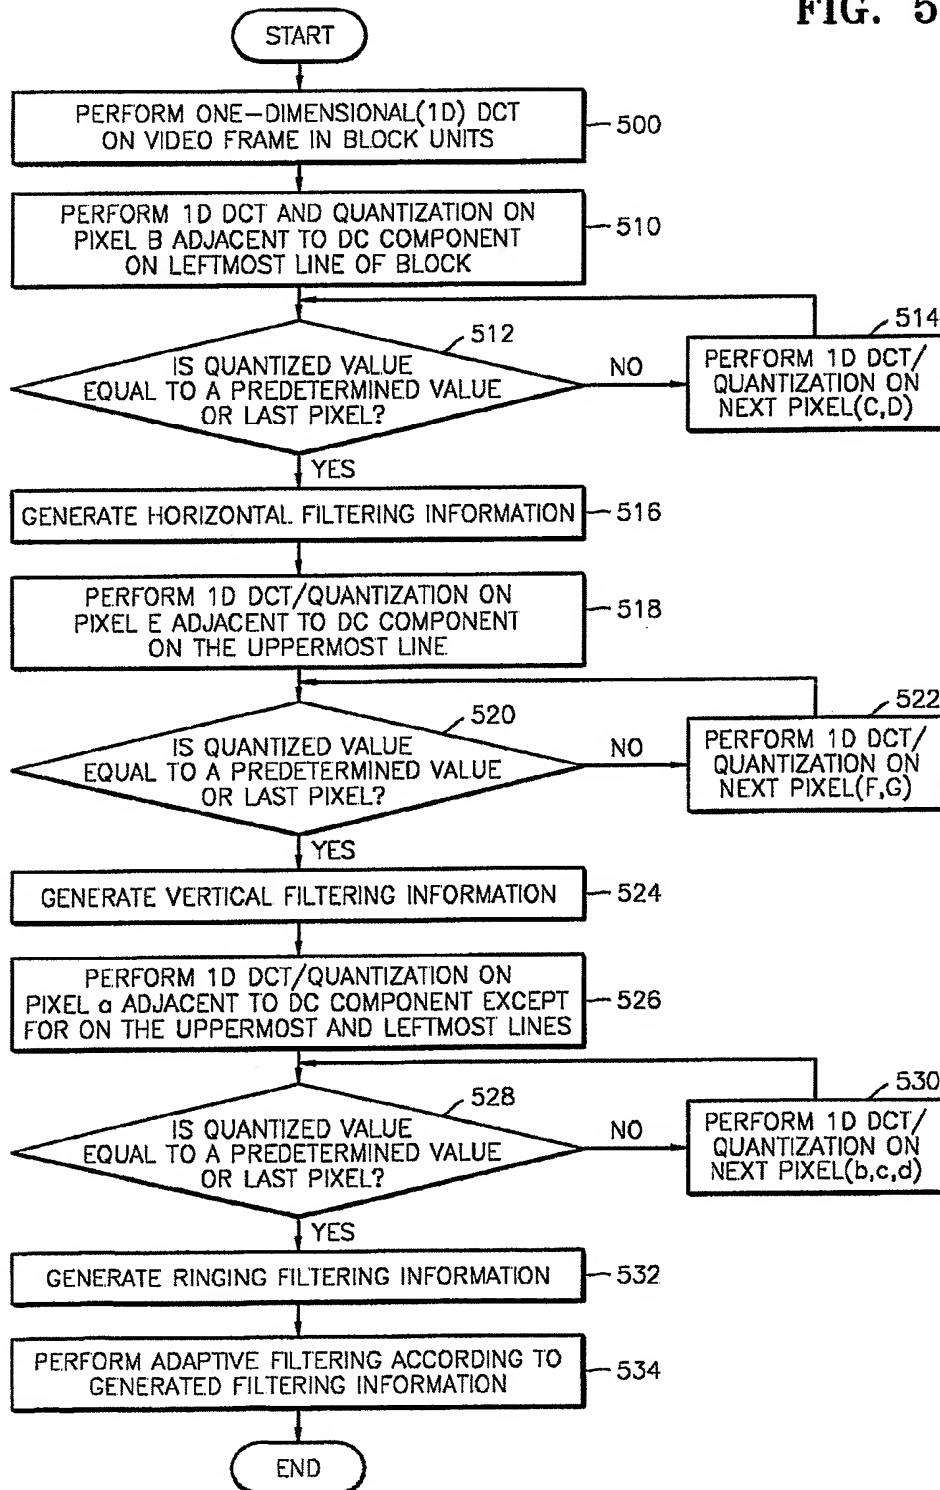 FIG. 5
START
PERFORM ONE-DIMENSIONAL(1D) DCT
ON VIDEO FRAME IN BLOCK UNITS
500
PERFORM 1D DCT AND QUANTIZATION ON
PIXEL B ADJACENT TO DC COMPONENT
ON LEFTMOST LINE OF BLOCK
510
512
IS QUANTIZED VALUE
EQUAL TO A PREDETERMINED VALUE
OR LAST PIXEL?
NO
514
PERFORM 1D DCT/
QUANTIZATION ON
NEXT PIXEL(C,D)
YES
GENERATE HORIZONTAL FILTERING INFORMATION
516
PERFORM 1D DCT/QUANTIZATION ON
PIXEL E ADJACENT TO DC COMPONENT
ON THE UPPERMOST LINE
518
520
IS QUANTIZED VALUE
EQUAL TO A PREDETERMINED VALUE
OR LAST PIXEL?
NO
522
PERFORM 1D DCT/
QUANTIZATION ON
NEXT PIXEL(F,G)
YES
GENERATE VERTICAL FILTERING INFORMATION
524
PERFORM 1D DCT/QUANTIZATION ON
PIXEL a ADJACENT TO DC COMPONENT EXCEPT
FOR ON THE UPPERMOST AND LEFTMOST LINES
526
528
IS QUANTIZED VALUE
EQUAL TO A PREDETERMINED VALUE
OR LAST PIXEL?
NO
530
PERFORM 1D DCT/
QUANTIZATION ON
NEXT PIXEL(b,c,d)
YES
GENERATE RINGING FILTERING INFORMATION
532
PERFORM ADAPTIVE FILTERING ACCORDING TO
GENERATED FILTERING INFORMATION
534
END